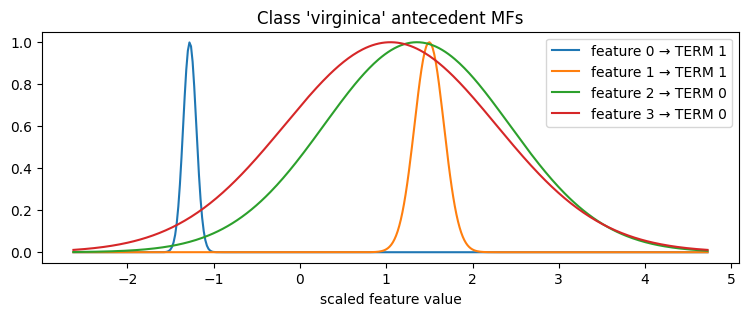 Class 'virginica' antecedent MFs
feature 0 → TERM 1
feature 1 → TERM 1
feature 2 → TERM 0
feature 3 → TERM 0
1.0
0.8
0.6
0.4
0.2
0.0
−2 −1 0 1 2 3 4 5
scaled feature value